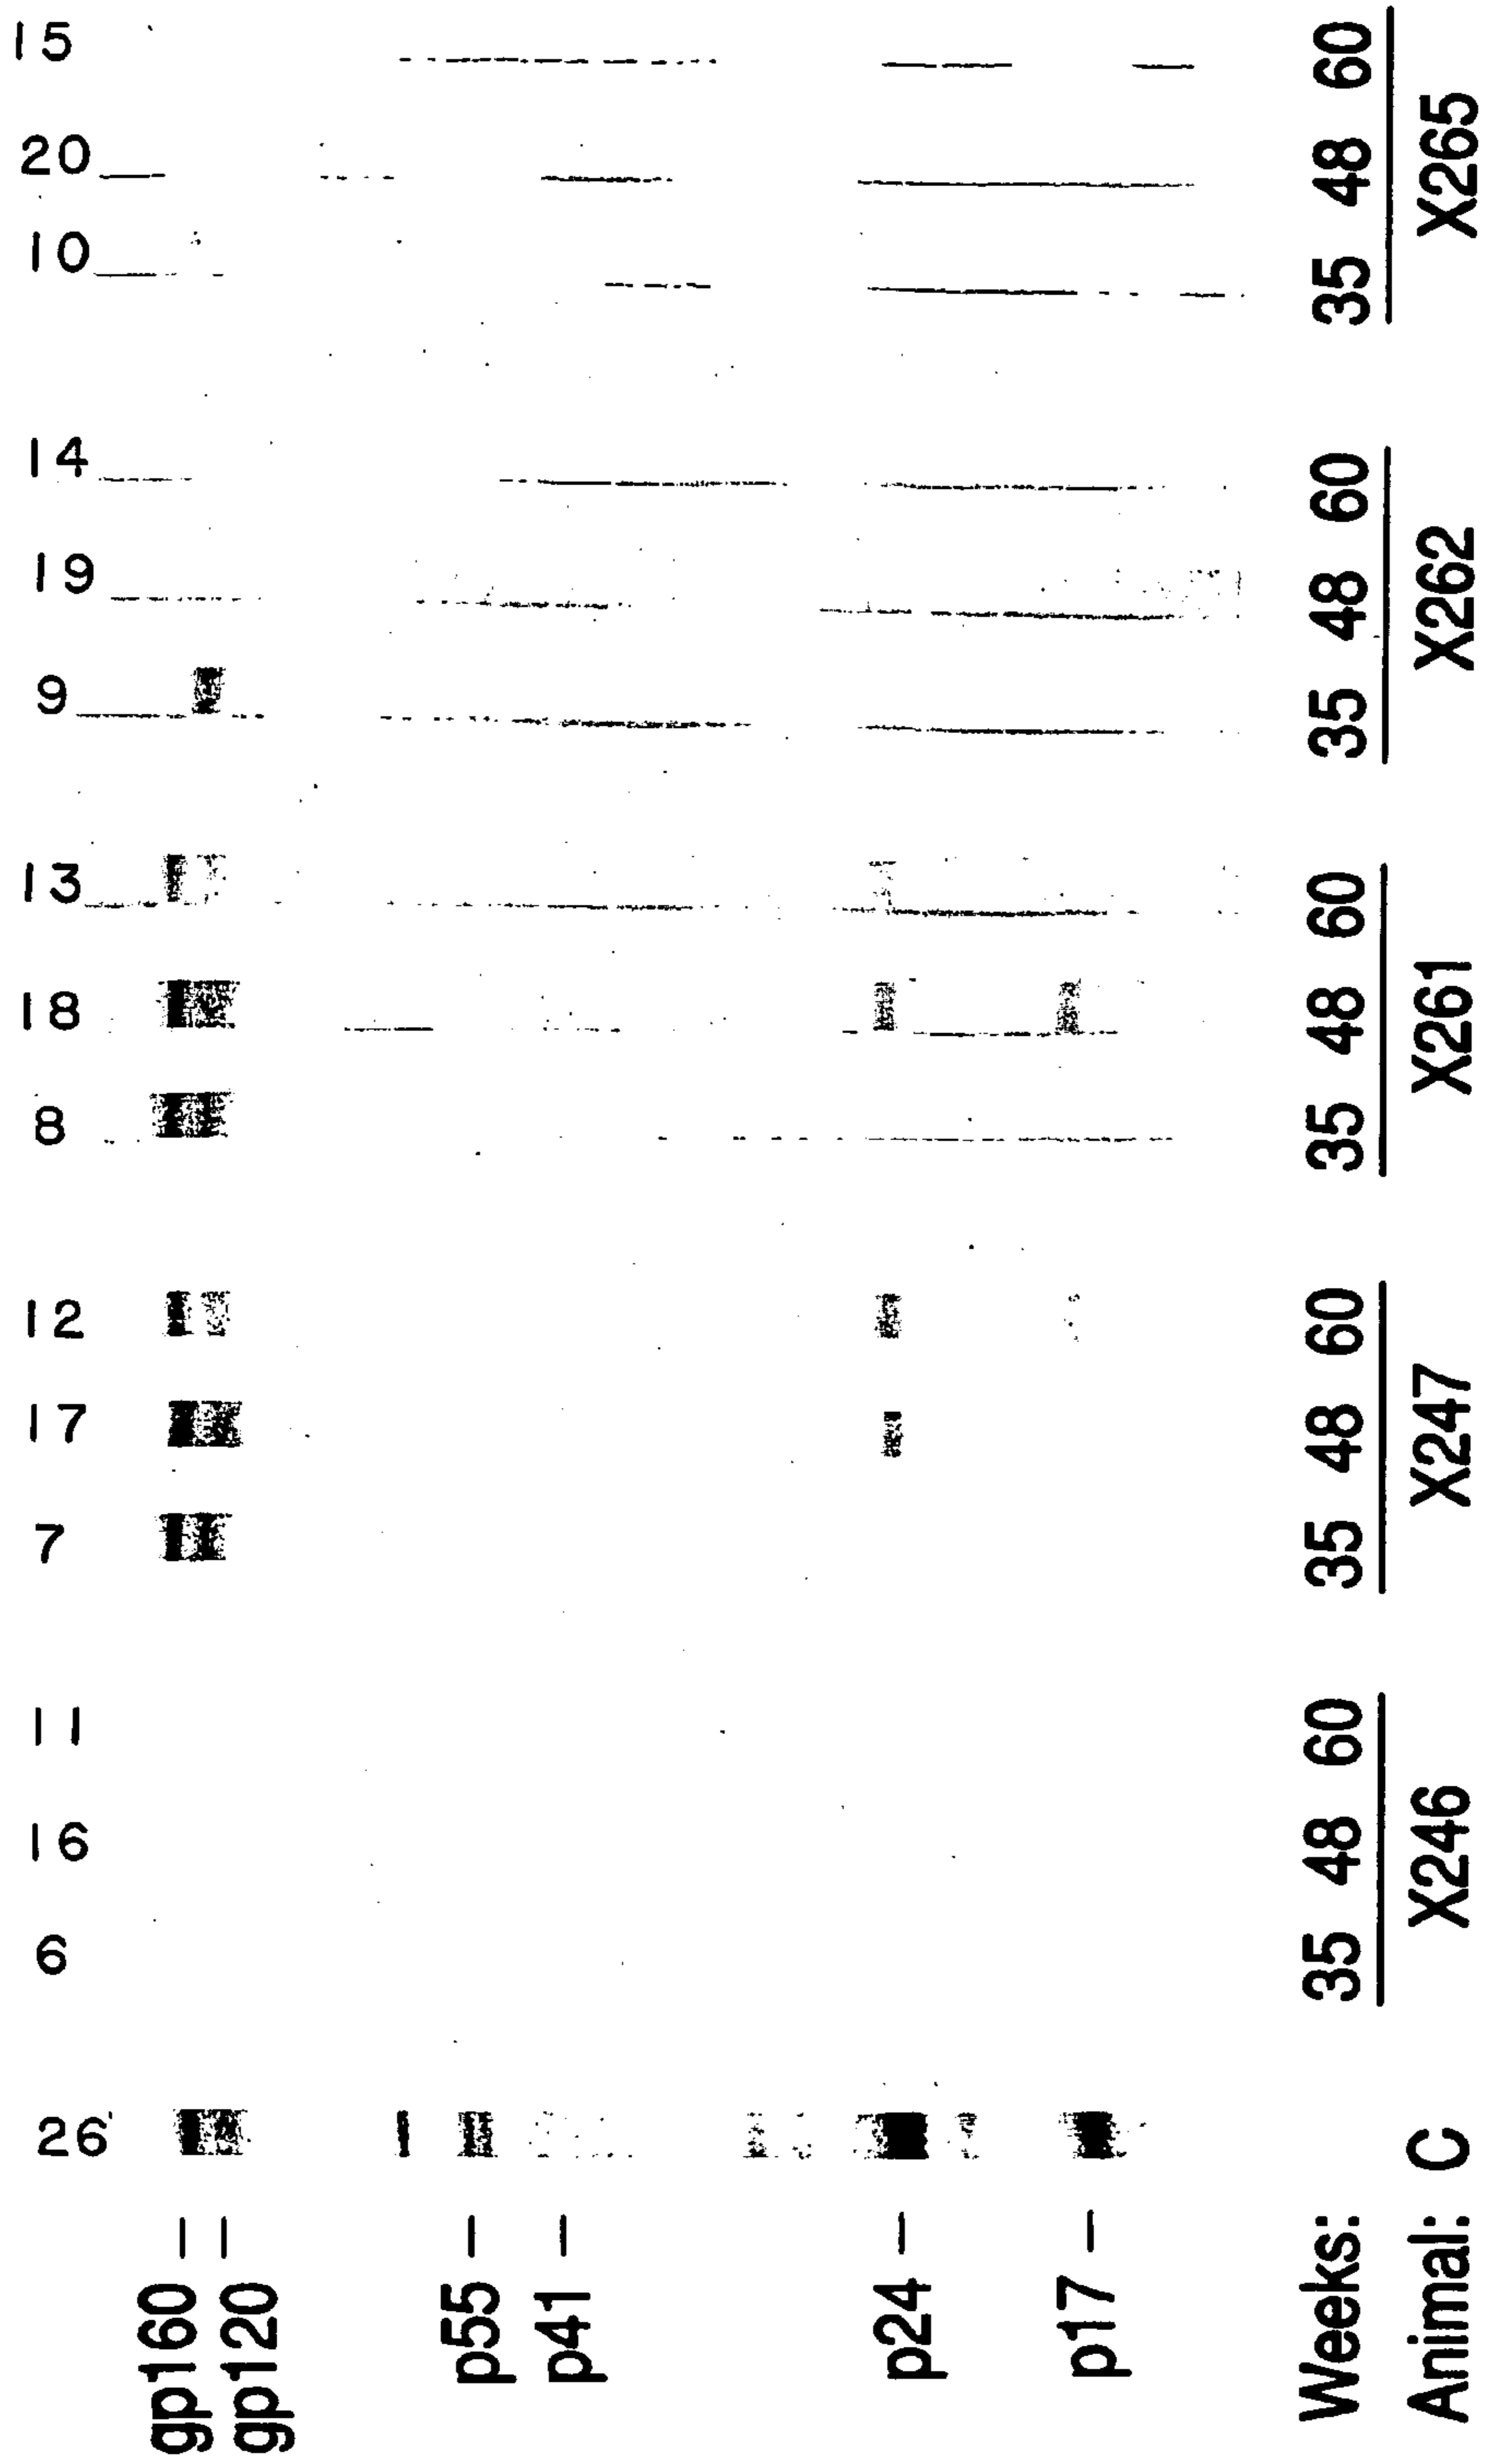 26 6 16 11 7 17 12 8 18 13 9 19 14 10 20 15
gp160
gp120
p55
p41
p24
p17
Weeks: 35 48 60 35 48 60 35 48 60 35 48 60 35 48 60
Animal: C X246 X247 X261 X262 X265